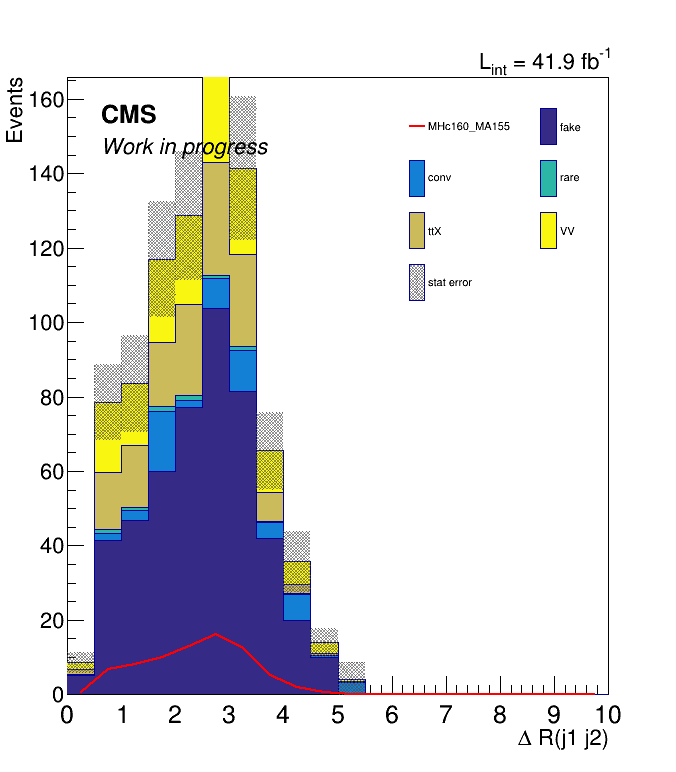 L_int = 41.9 fb^-1
Events
CMS
Work in progress
MHc160_MA155
fake
conv
rare
ttX
VV
stat error
160
140
120
100
80
60
40
20
0
0 1 2 3 4 5 6 7 8 9 10
Δ R(j1 j2)